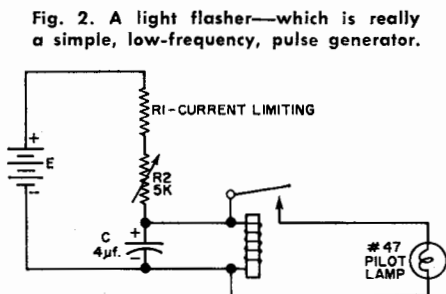 Fig. 2. A light flasher—which is really
a simple, low-frequency, pulse generator.
R1-CURRENT LIMITING
+
E
-
R2
5K
C
4µf.
+
-
#47
PILOT
LAMP